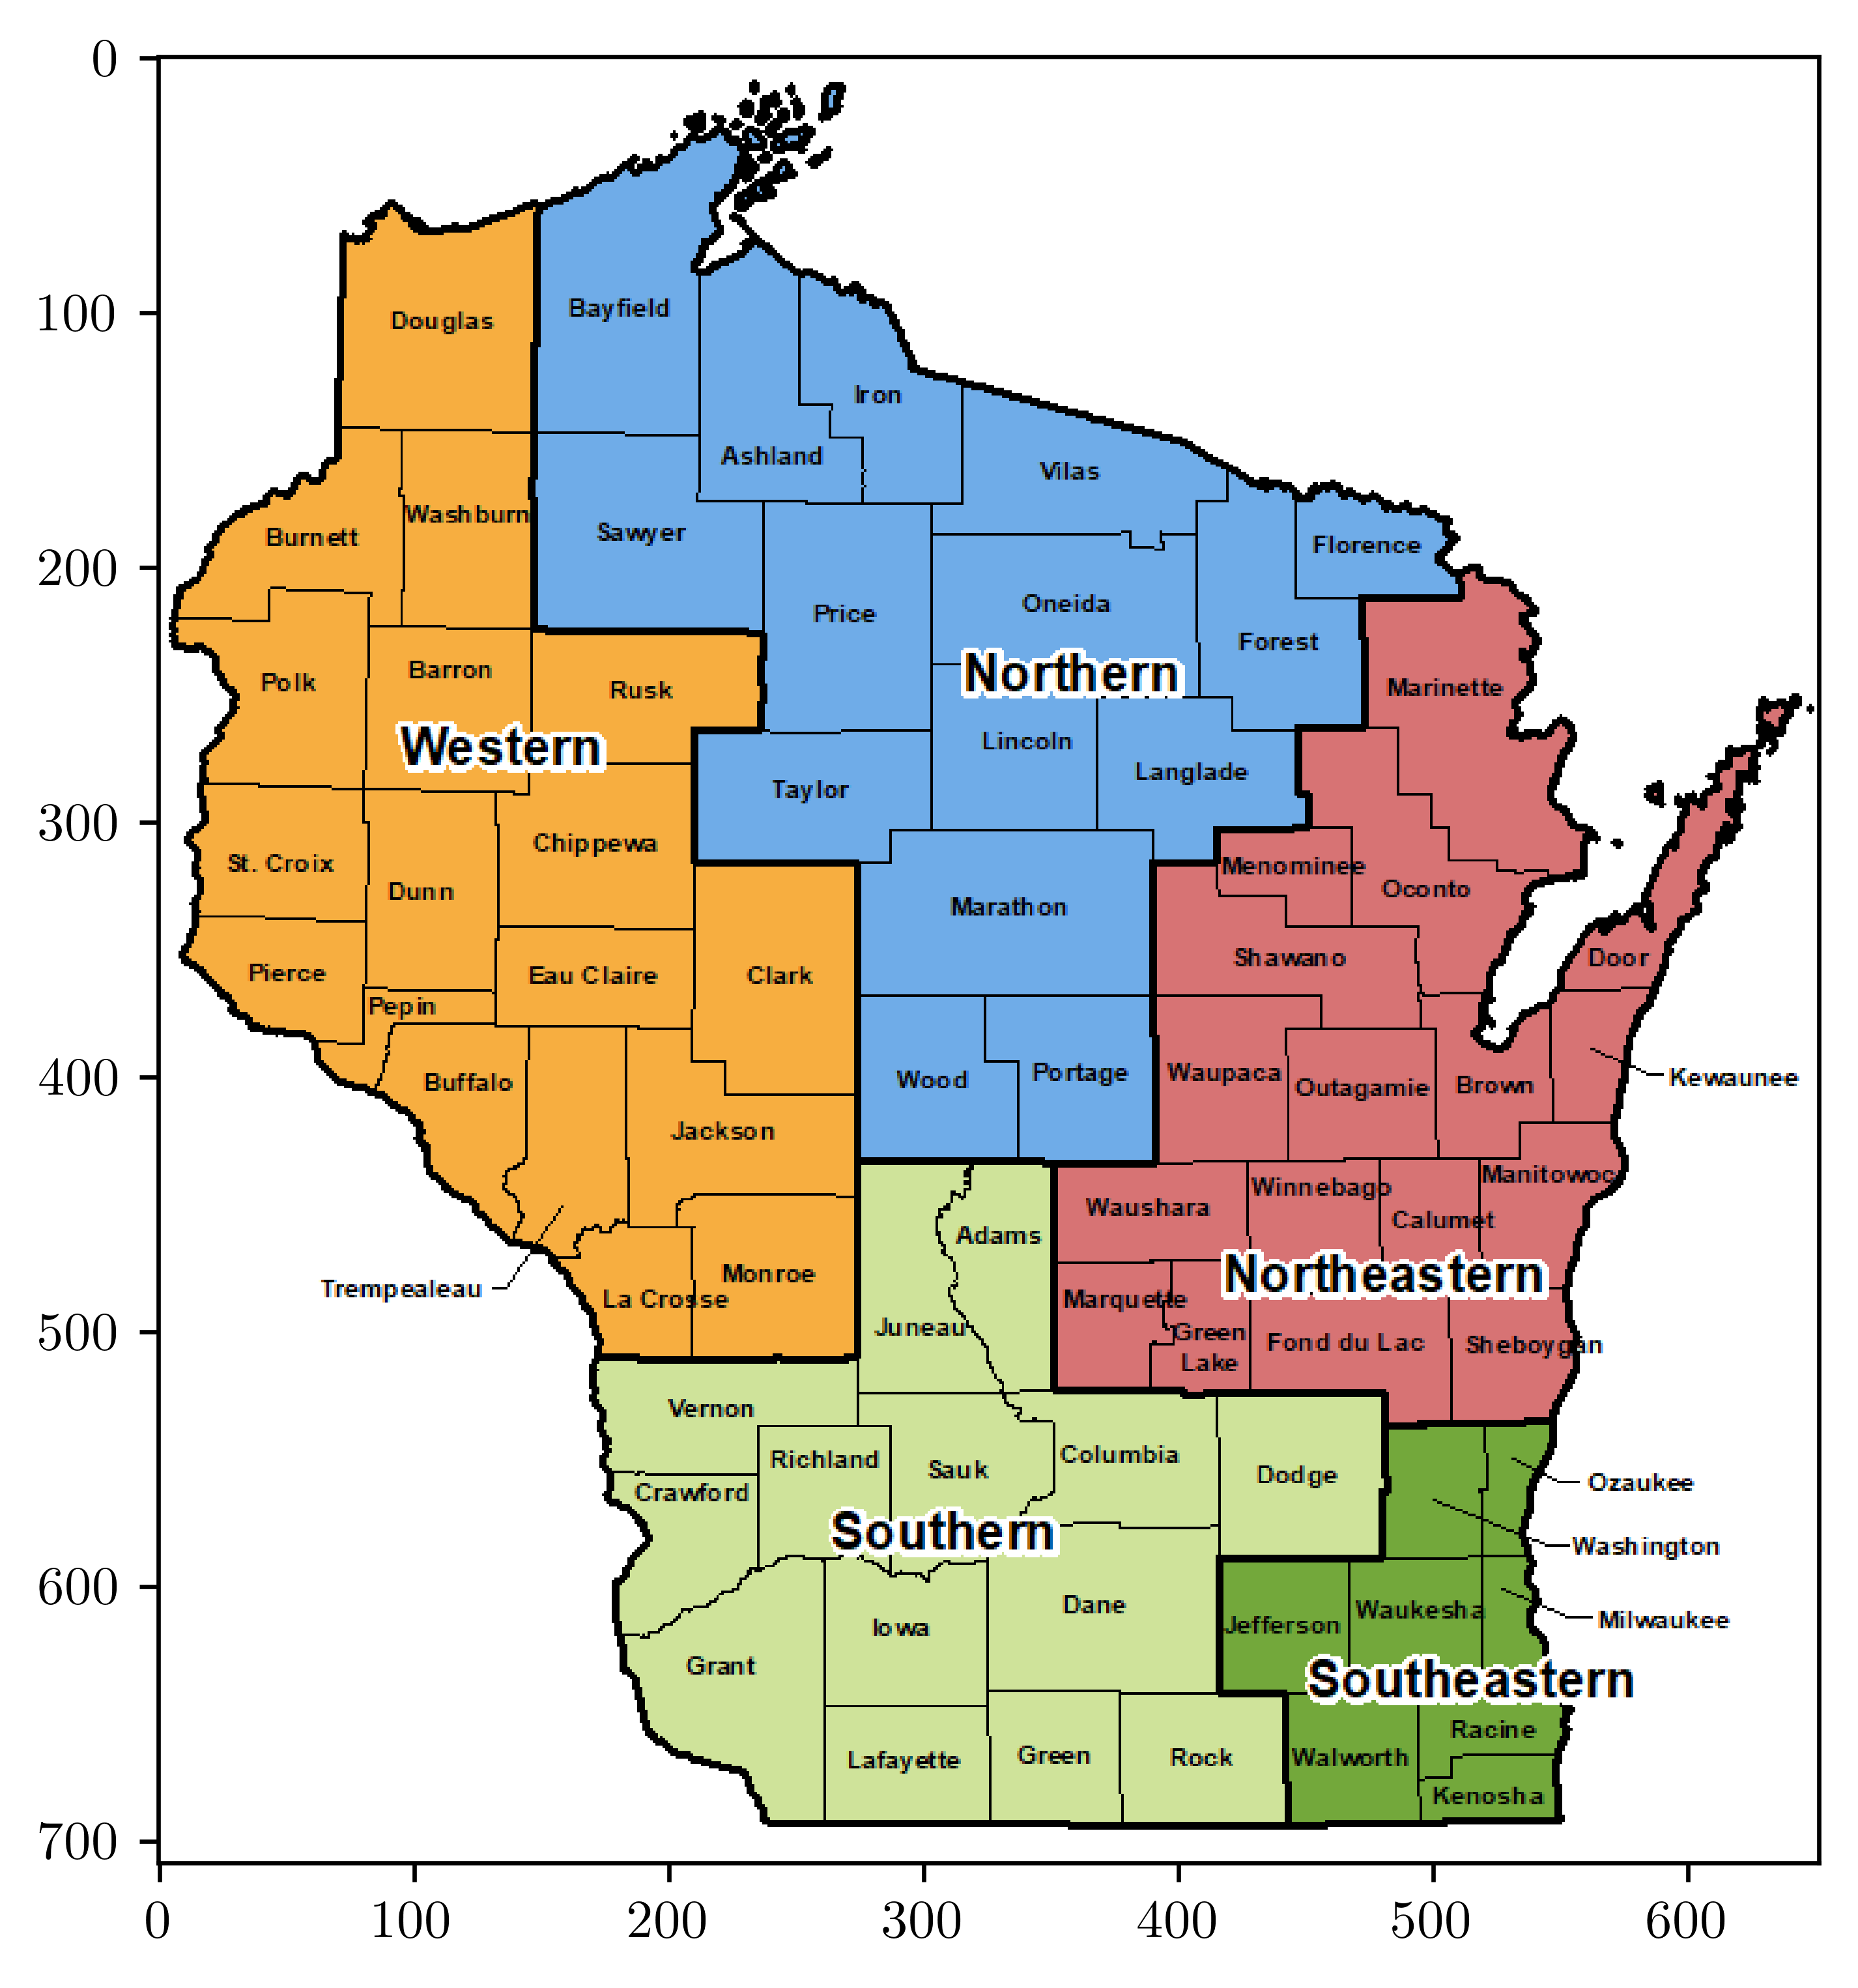 0
100
200
300
400
500
600
700
Douglas
Bayfield
Iron
Ashland
Vilas
Washburn
Burnett
Sawyer
Florence
Price
Oneida
Forest
Northern
Polk
Barron
Rusk
Marinette
Western
Lincoln
Taylor
Langlade
St. Croix
Chippewa
Dunn
Menominee
Oconto
Marathon
Pierce
Eau Claire
Clark
Shawano
Door
Pepin
Buffalo
Wood
Portage
Waupaca
Outagamie
Brown
Kewaunee
Jackson
Manitowoc
Waushara
Winnebago
Calumet
Adams
Trempealeau
Monroe
La Crosse
Northeastern
Juneau
Marquette
Green
Lake
Fond du Lac
Sheboygan
Vernon
Richland
Sauk
Columbia
Dodge
Crawford
Ozaukee
Southern
Washington
Iowa
Dane
Jefferson
Waukesha
Milwaukee
Grant
Southeastern
Lafayette
Green
Rock
Walworth
Racine
Kenosha
0 100 200 300 400 500 600